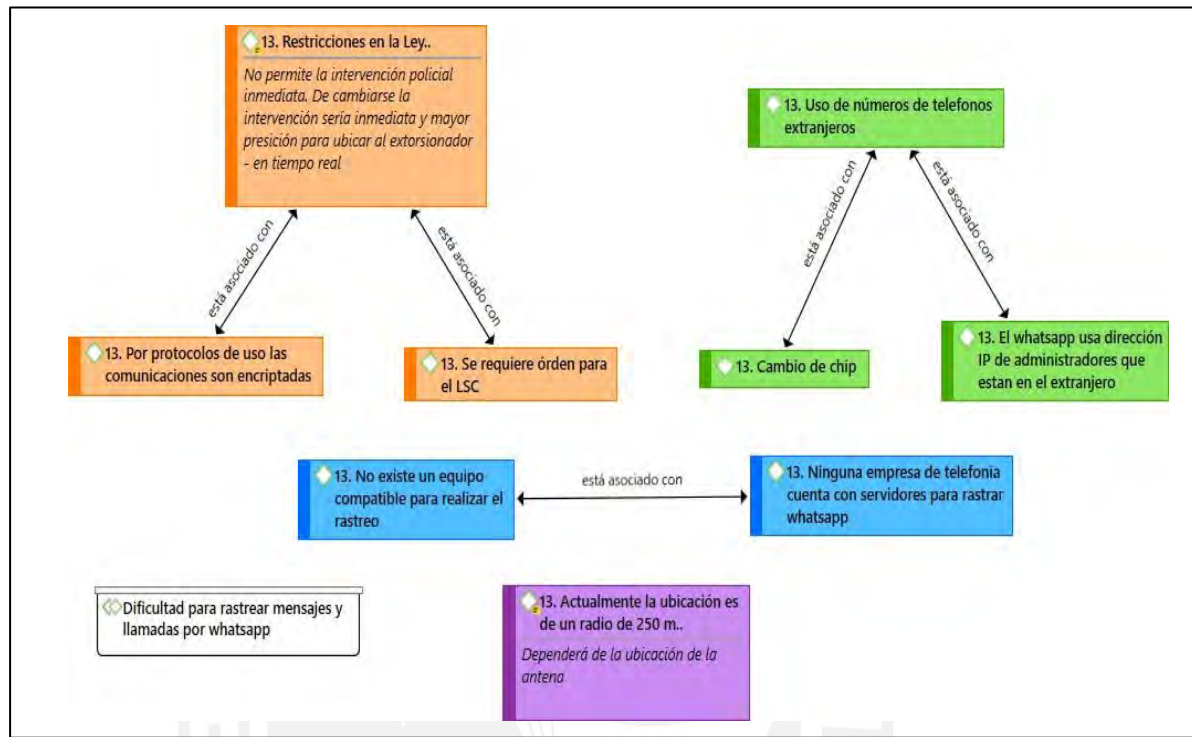 13. Restricciones en la Ley..
No permite la intervención policial
inmediata. De cambiarse la
intervención sería inmediata y mayor
presición para ubicar al extorsionador
- en tiempo real
13. Uso de números de telefonos
extranjeros
está asociado con
está asociado con
está asociado con
está asociado con
13. Por protocolos de uso las
comunicaciones son encriptadas
13. Se requiere órden para
el LSC
13. Cambio de chip
13. El whatsapp usa dirección
IP de administradores que
estan en el extranjero
13. No existe un equipo
compatible para realizar el
rastreo
está asociado con
13. Ninguna empresa de telefonia
cuenta con servidores para rastrar
whatsapp
Dificultad para rastrear mensajes y
llamadas por whatsapp
13. Actualmente la ubicación es
de un radio de 250 m..
Dependerá de la ubicación de la
antena